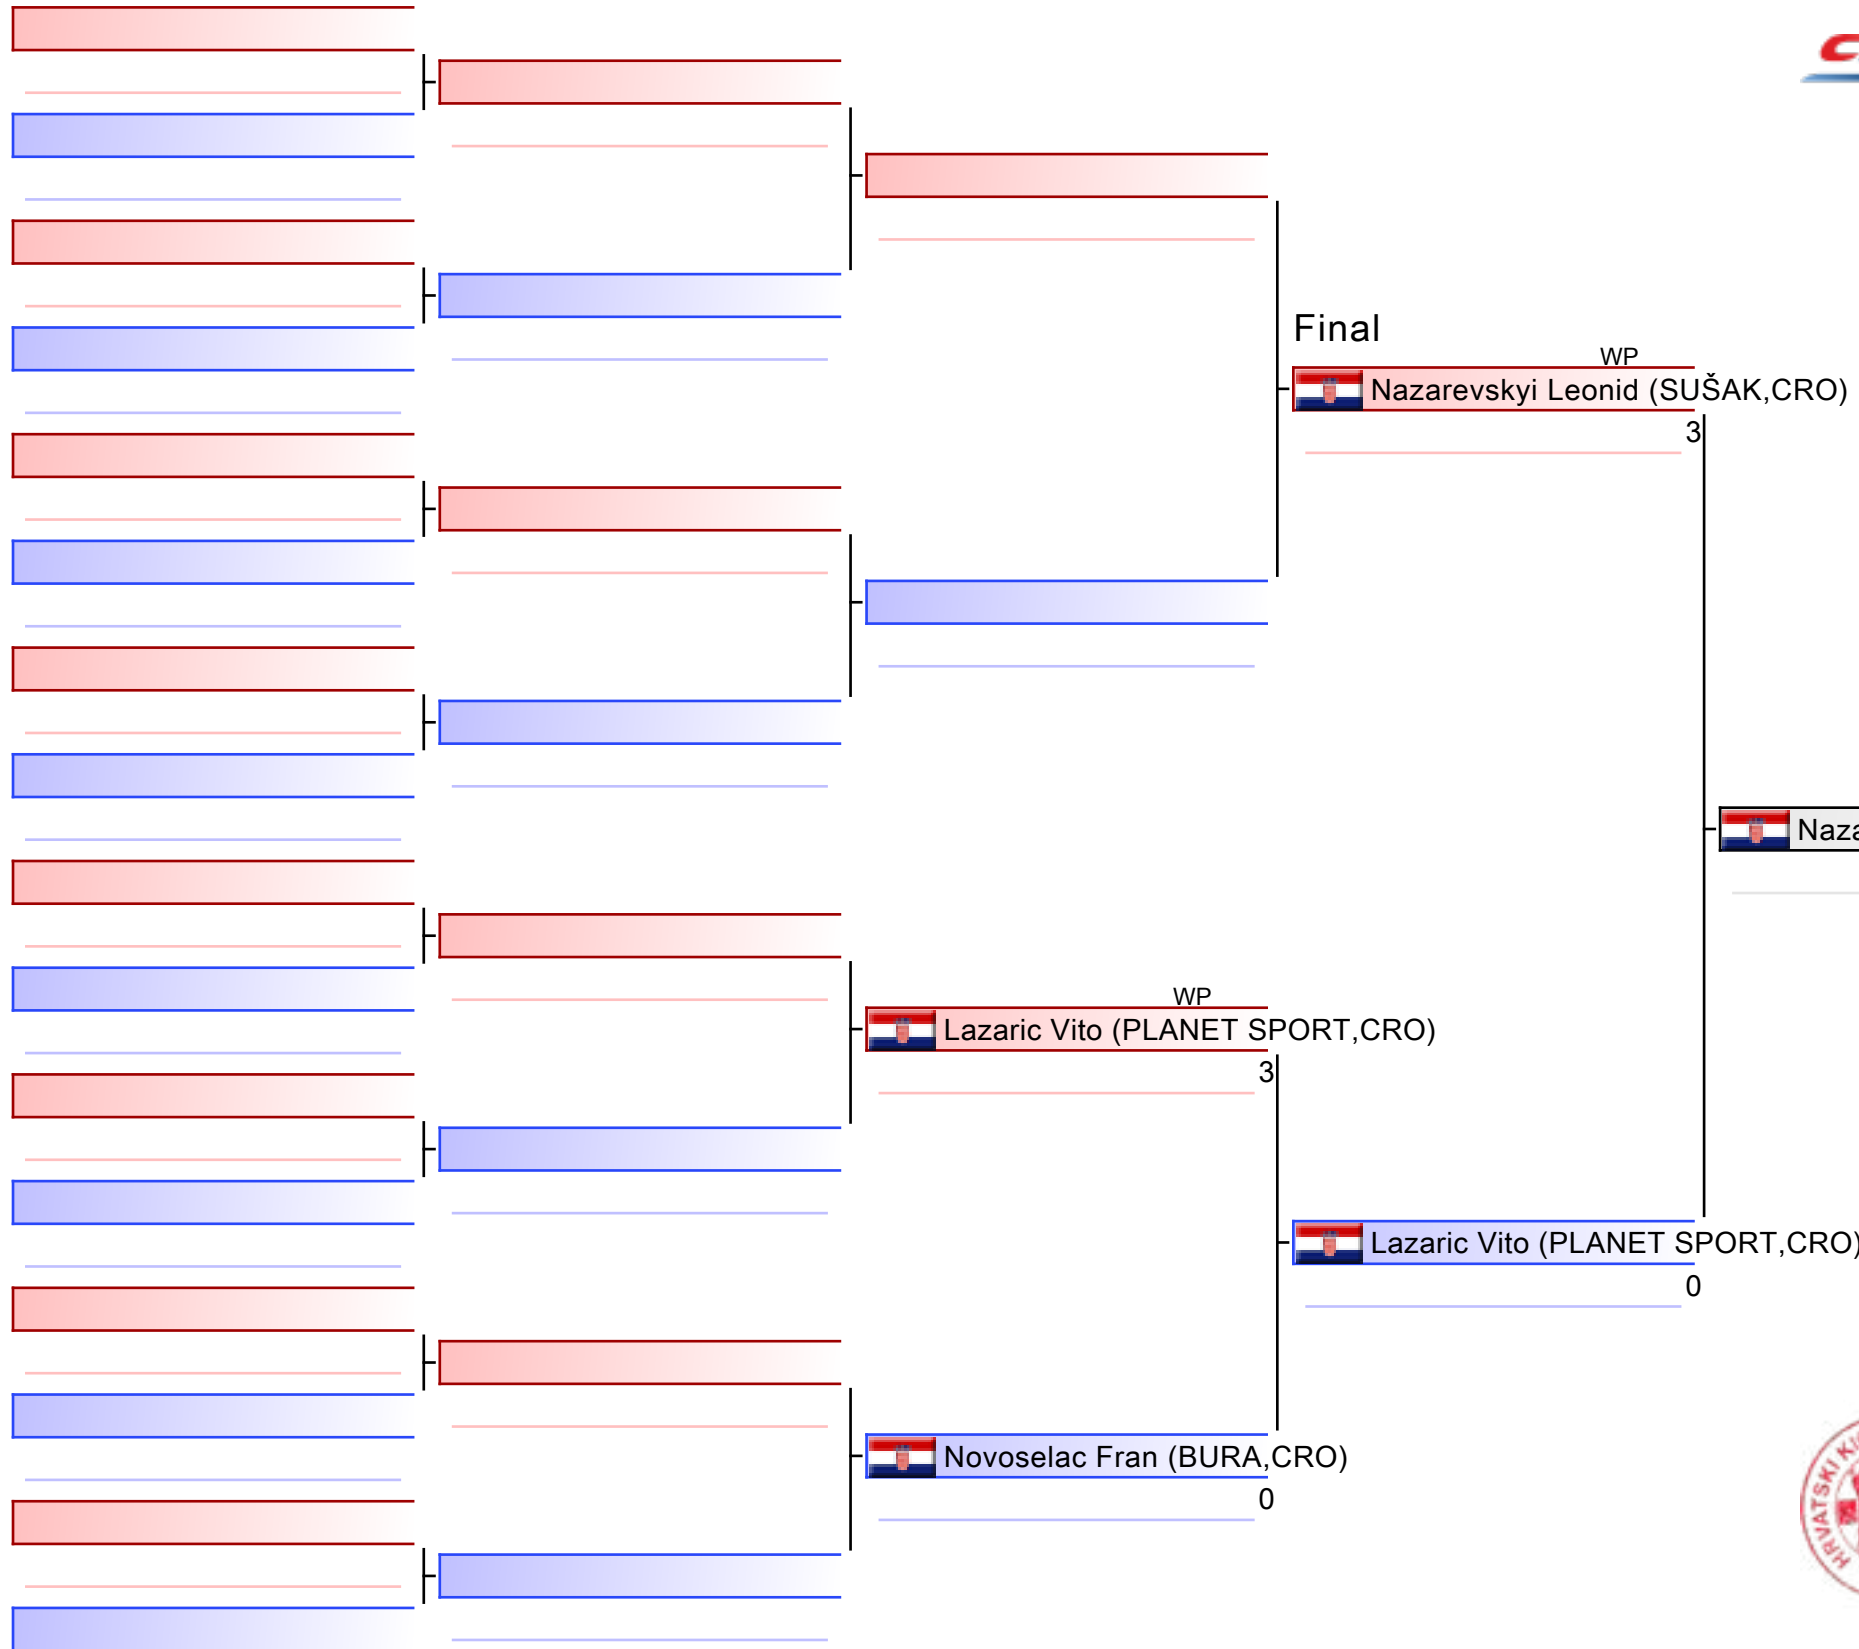 Final
WP
Nazarevskyi Leonid (SUŠAK,CRO)
3
WP
Lazaric Vito (PLANET SPORT,CRO)
3
Lazaric Vito (PLANET SPORT,CRO)
0
Novoselac Fran (BURA,CRO)
0
HRVATSKI